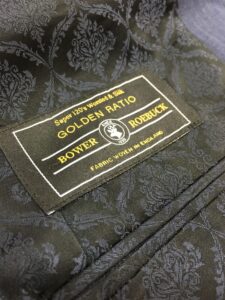 Super 120's Worsted & Silk
GOLDEN RATIO
BOWER ROEBUCK
FABRIC WOVEN IN ENGLAND